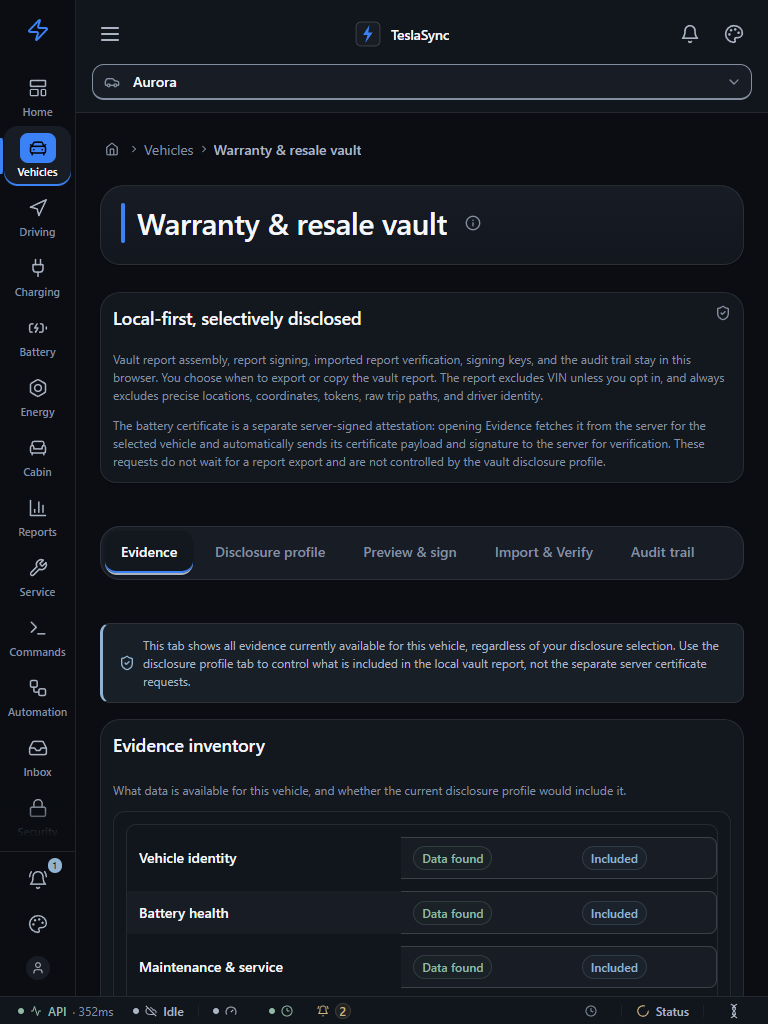 TeslaSync
Aurora
Home
Vehicles
Driving
Charging
Battery
Energy
Cabin
Reports
Service
Commands
Automation
Inbox
Security
1
Vehicles
Warranty & resale vault
Warranty & resale vault
Local-first, selectively disclosed
Vault report assembly, report signing, imported report verification, signing keys, and the audit trail stay in this
browser. You choose when to export or copy the vault report. The report excludes VIN unless you opt in, and always
excludes precise locations, coordinates, tokens, raw trip paths, and driver identity.
The battery certificate is a separate server-signed attestation: opening Evidence fetches it from the server for the
selected vehicle and automatically sends its certificate payload and signature to the server for verification. These
requests do not wait for a report export and are not controlled by the vault disclosure profile.
Evidence Disclosure profile Preview & sign Import & Verify Audit trail
This tab shows all evidence currently available for this vehicle, regardless of your disclosure selection. Use the
disclosure profile tab to control what is included in the local vault report, not the separate server certificate
requests.
Evidence inventory
What data is available for this vehicle, and whether the current disclosure profile would include it.
Vehicle identity Data found Included
Battery health Data found Included
Maintenance & service Data found Included
API · 352ms Idle 2 Status